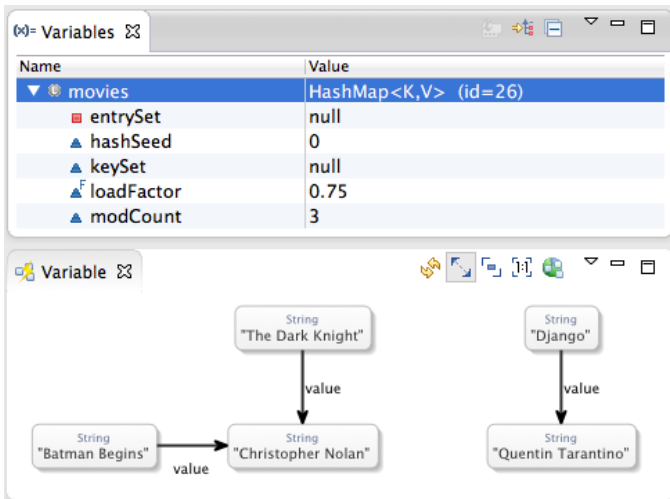 (x)= Variables
Name Value
movies HashMap<K,V> (id=26)
entrySet null
hashSeed 0
keySet null
F loadFactor 0.75
modCount 3
Variable
String
"The Dark Knight"
String
"Django"
value
value
String
"Batman Begins"
value
String
"Christopher Nolan"
String
"Quentin Tarantino"